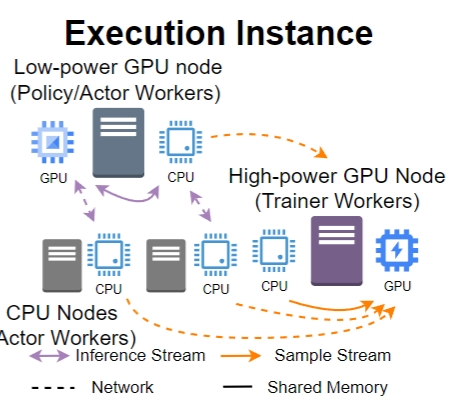 Execution Instance
Low-power GPU node
(Policy/Actor Workers)
GPU
CPU
High-power GPU Node
(Trainer Workers)
CPU
CPU
CPU
GPU
CPU Nodes
Actor Workers)
Inference Stream
Sample Stream
Network
Shared Memory